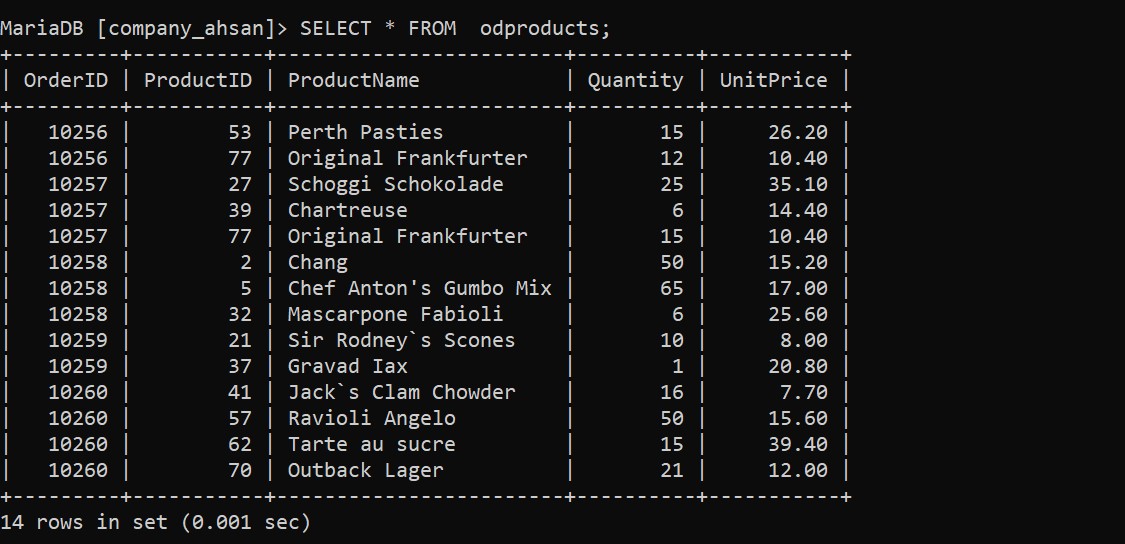 MariaDB [company_ahsan]> SELECT * FROM  odproducts;
+---------+-----------+------------------------+----------+-----------+
| OrderID | ProductID | ProductName            | Quantity | UnitPrice |
+---------+-----------+------------------------+----------+-----------+
|   10256 |        53 | Perth Pasties          |       15 |     26.20 |
|   10256 |        77 | Original Frankfurter   |       12 |     10.40 |
|   10257 |        27 | Schoggi Schokolade     |       25 |     35.10 |
|   10257 |        39 | Chartreuse             |        6 |     14.40 |
|   10257 |        77 | Original Frankfurter   |       15 |     10.40 |
|   10258 |         2 | Chang                  |       50 |     15.20 |
|   10258 |         5 | Chef Anton's Gumbo Mix |       65 |     17.00 |
|   10258 |        32 | Mascarpone Fabioli     |        6 |     25.60 |
|   10259 |        21 | Sir Rodney`s Scones    |       10 |      8.00 |
|   10259 |        37 | Gravad Iax             |        1 |     20.80 |
|   10260 |        41 | Jack`s Clam Chowder    |       16 |      7.70 |
|   10260 |        57 | Ravioli Angelo         |       50 |     15.60 |
|   10260 |        62 | Tarte au sucre         |       15 |     39.40 |
|   10260 |        70 | Outback Lager          |       21 |     12.00 |
+---------+-----------+------------------------+----------+-----------+
14 rows in set (0.001 sec)